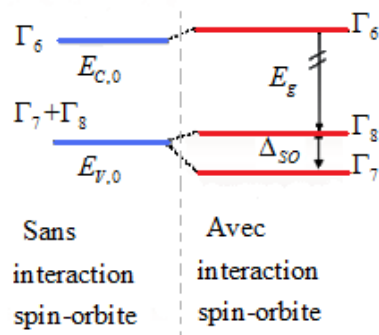 Γ6 Γ6
E_C,0
E_g
Γ7+Γ8 Γ8
Δ_SO
E_V,0 Γ7
Sans Avec
interaction interaction
spin-orbite spin-orbite